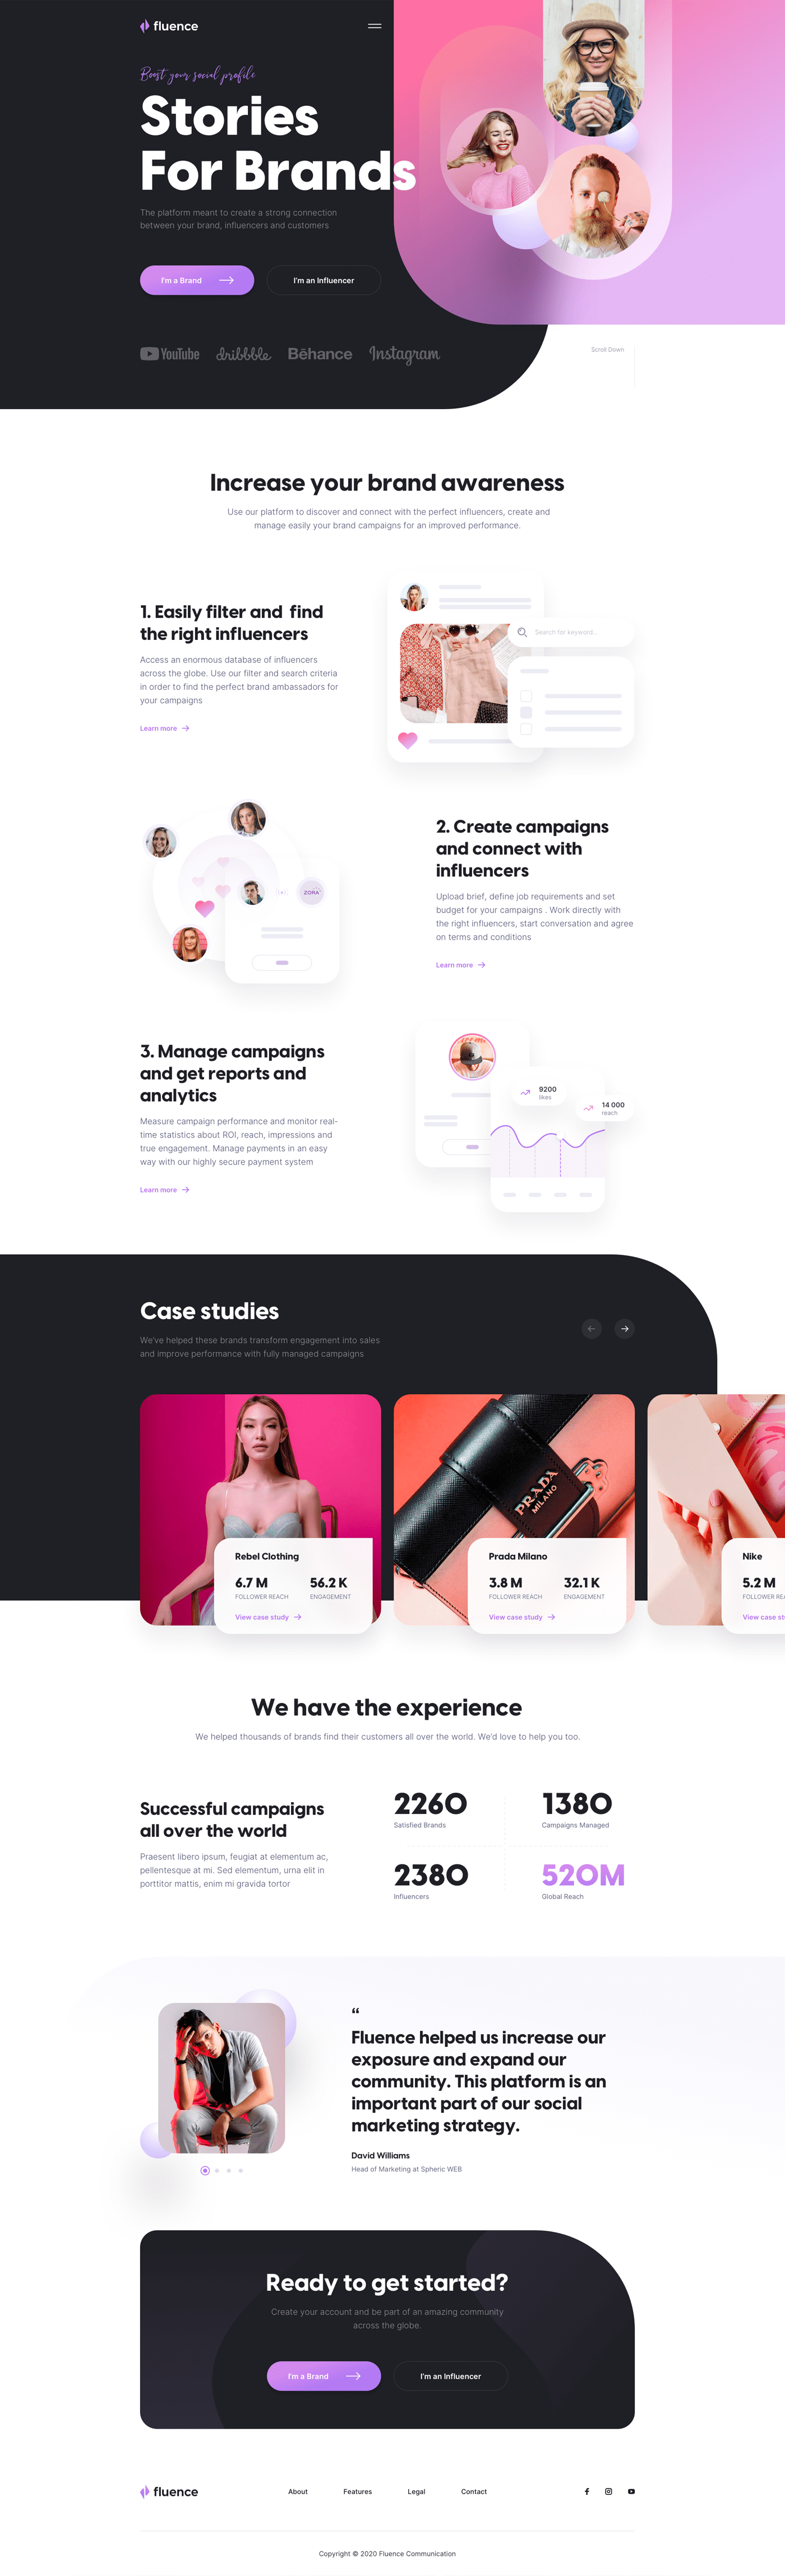 fluence
Boost your social profile
Stories
For Brands
The platform meant to create a strong connection
between your brand, influencers and customers
I'm a Brand
I'm an Influencer
YouTube
dribbble
Bēhance
Instagram
Scroll Down
Increase your brand awareness
Use our platform to discover and connect with the perfect influencers, create and
manage easily your brand campaigns for an improved performance.
1. Easily filter and find
the right influencers
Access an enormous database of influencers
across the globe. Use our filter and search criteria
in order to find the perfect brand ambassadors for
your campaigns
Learn more
Search for keyword...
ZORA
2. Create campaigns
and connect with
influencers
Upload brief, define job requirements and set
budget for your campaigns . Work directly with
the right influencers, start conversation and agree
on terms and conditions
Learn more
3. Manage campaigns
and get reports and
analytics
Measure campaign performance and monitor real-
time statistics about ROI, reach, impressions and
true engagement. Manage payments in an easy
way with our highly secure payment system
Learn more
9200
likes
14 000
reach
Case studies
We've helped these brands transform engagement into sales
and improve performance with fully managed campaigns
Rebel Clothing
6.7 M
FOLLOWER REACH
56.2 K
ENGAGEMENT
View case study
PRADA
MILANO
Prada Milano
3.8 M
FOLLOWER REACH
32.1 K
ENGAGEMENT
View case study
Nike
5.2 M
FOLLOWER REA
View case st
We have the experience
We helped thousands of brands find their customers all over the world. We'd love to help you too.
Successful campaigns
all over the world
Praesent libero ipsum, feugiat at elementum ac,
pellentesque at mi. Sed elementum, urna elit in
porttitor mattis, enim mi gravida tortor
2260
Satisfied Brands
1380
Campaigns Managed
2380
Influencers
520M
Global Reach
“
Fluence helped us increase our
exposure and expand our
community. This platform is an
important part of our social
marketing strategy.
David Williams
Head of Marketing at Spheric WEB
Ready to get started?
Create your account and be part of an amazing community
across the globe.
I'm a Brand
I'm an Influencer
fluence
About
Features
Legal
Contact
Copyright © 2020 Fluence Communication